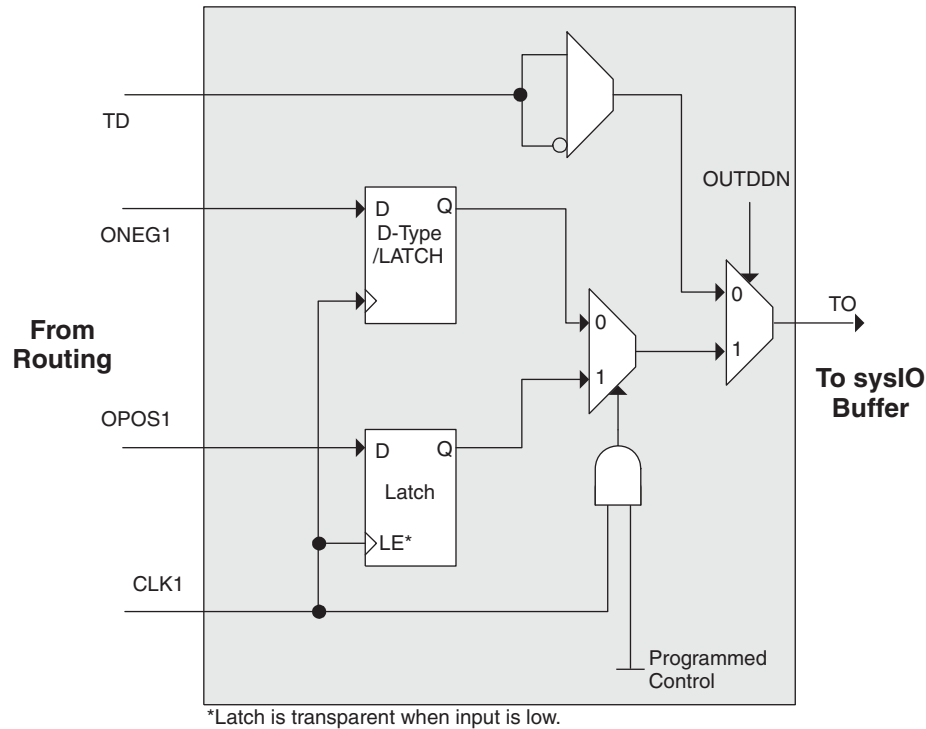 TD
OUTDDN
ONEG1
D Q
D-Type
/LATCH
0
TO
From
Routing
0
1
1
To sysIO
Buffer
OPOS1
D Q
Latch
LE*
CLK1
Programmed
Control
*Latch is transparent when input is low.